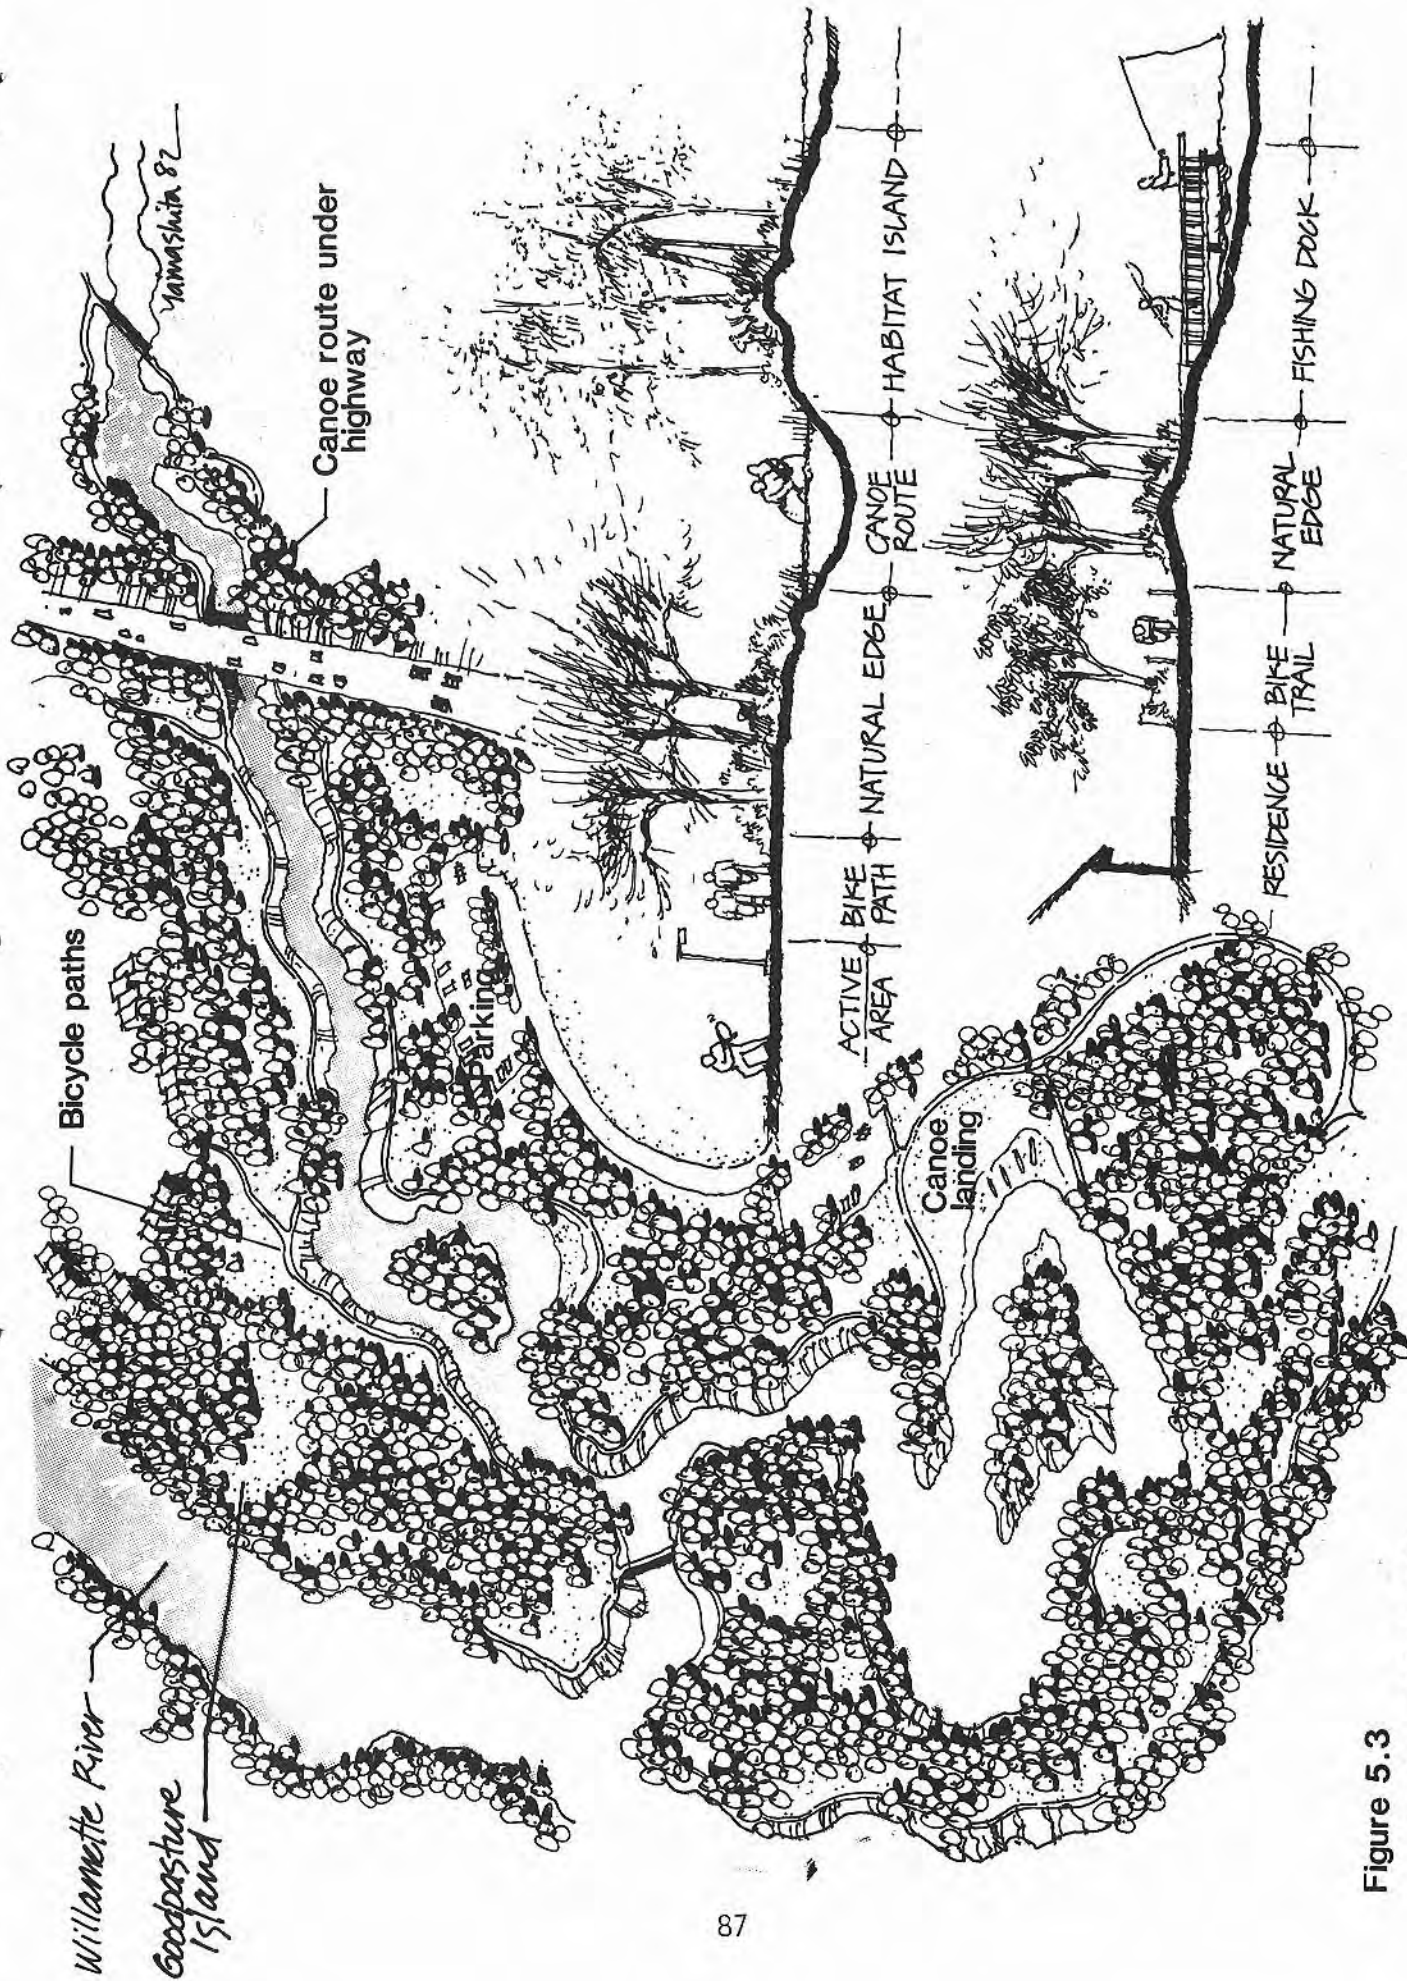 Willamette River
Goodpasture
Island
Bicycle paths
Yamashita 82
Canoe route under
highway
Parking
Canoe
landing
ACTIVE
AREA
BIKE
PATH
NATURAL EDGE
CANOE
ROUTE
HABITAT ISLAND
RESIDENCE
BIKE
TRAIL
NATURAL
EDGE
FISHING DOCK
Figure 5.3
87